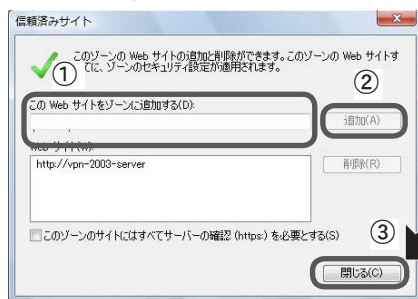 信頼済みサイト
このゾーンの Web サイトの追加と削除ができます。このゾーンの Web サイトす
べてに、ゾーンのセキュリティ設定が適用されます。
①
②
この Web サイトをゾーンに追加する(D):
追加(A)
Web サイト(W):
http://vpn-2003-server
削除(R)
このゾーンのサイトにはすべてサーバーの確認 (https:) を必要とする(S)
③
閉じる(C)